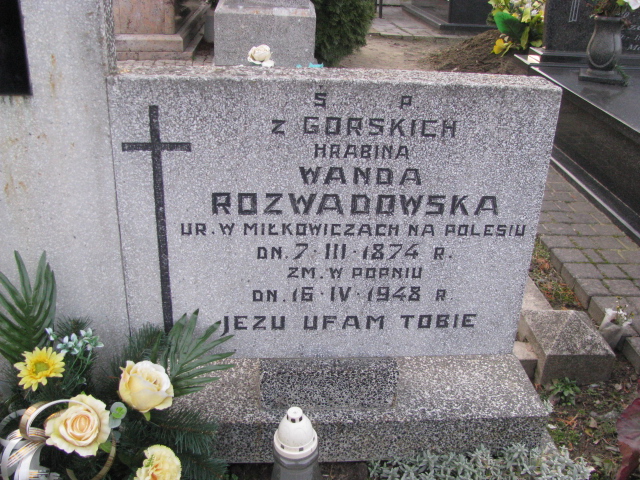 Ś P
Z GÓRSKICH
HRABINA
WANDA
ROZWADOWSKA
UR. W MIŁKOWICZACH NA POLESIU
DN. 7·III·1874 R.
ZM. W POPNIU
DN. 16·IV·1948 R
JEZU UFAM TOBIE